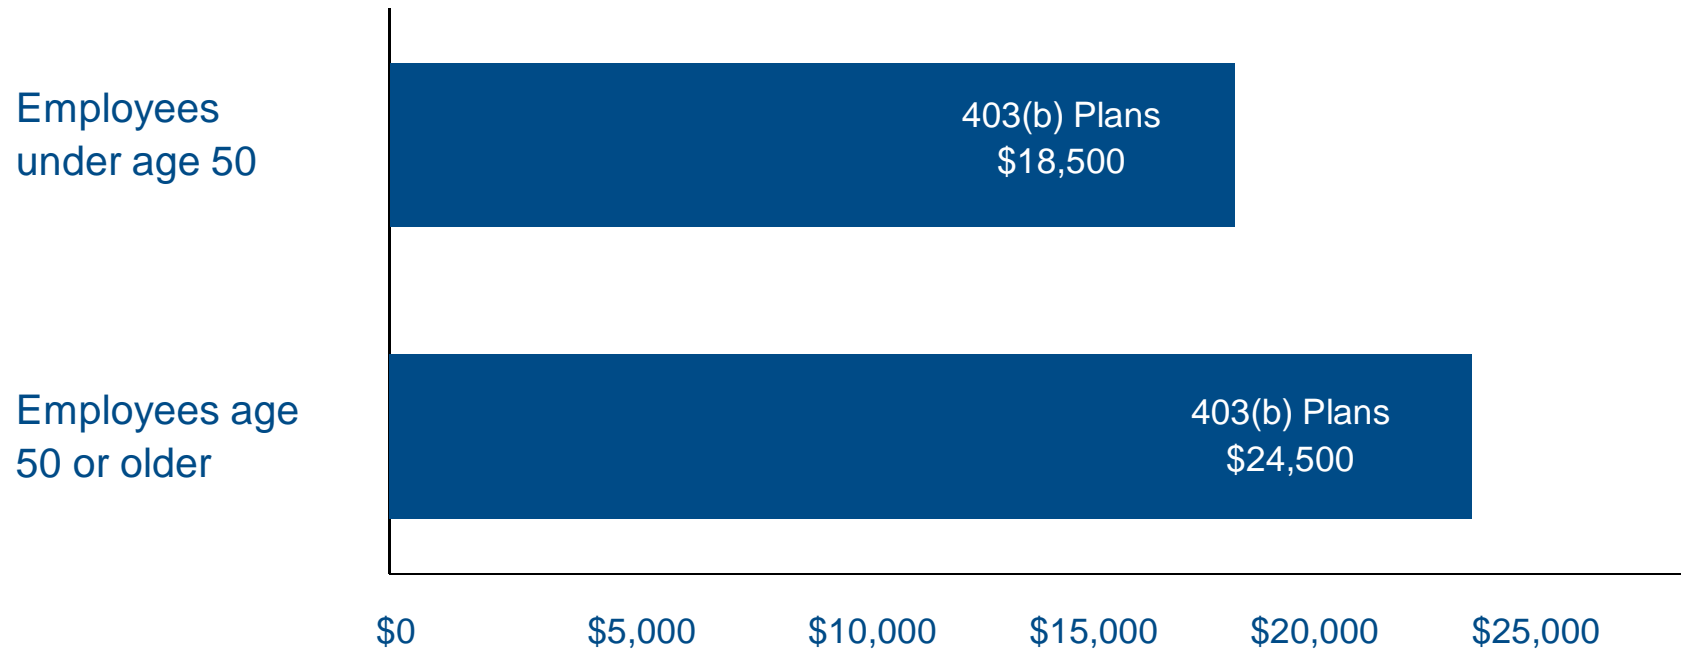 Employees
under age 50
403(b) Plans
$18,500
Employees age
50 or older
403(b) Plans
$24,500
$0 $5,000 $10,000 $15,000 $20,000 $25,000